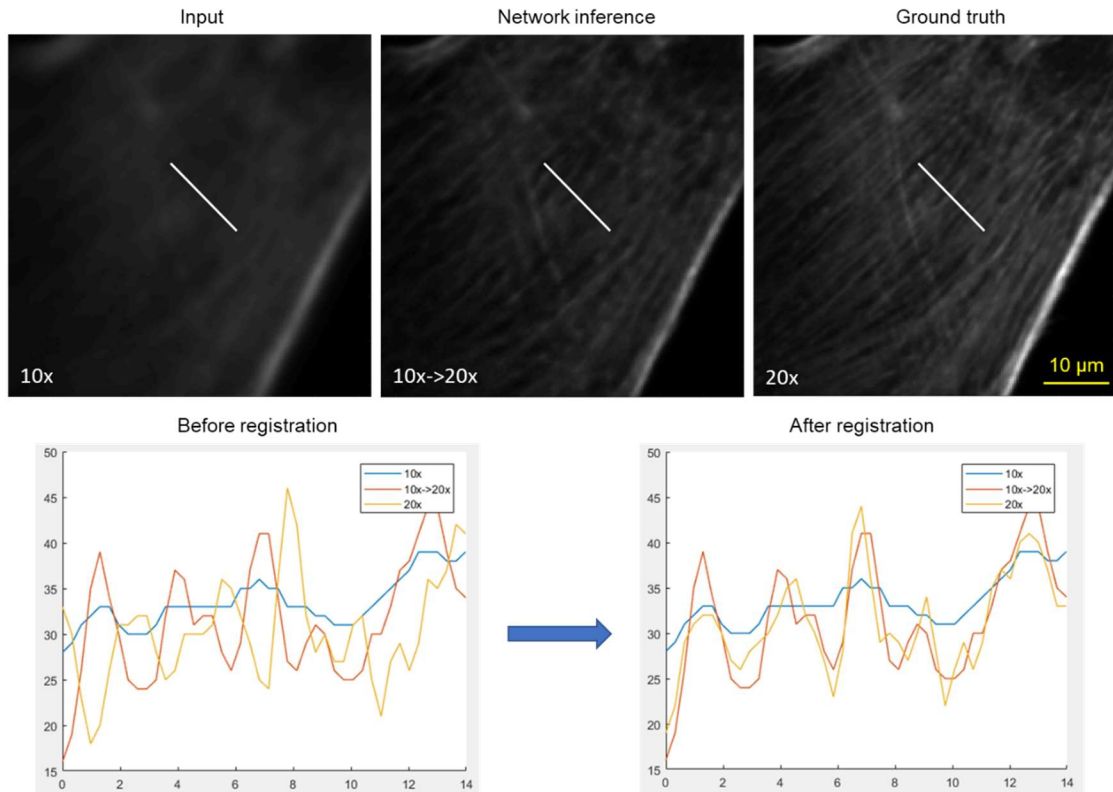 Input Network inference Ground truth
10x 10x->20x 20x 10 µm
Before registration After registration
50
45
40
35
30
25
20
15
0 2 4 6 8 10 12 14
10x
10x->20x
20x
50
45
40
35
30
25
20
15
0 2 4 6 8 10 12 14
10x
10x->20x
20x